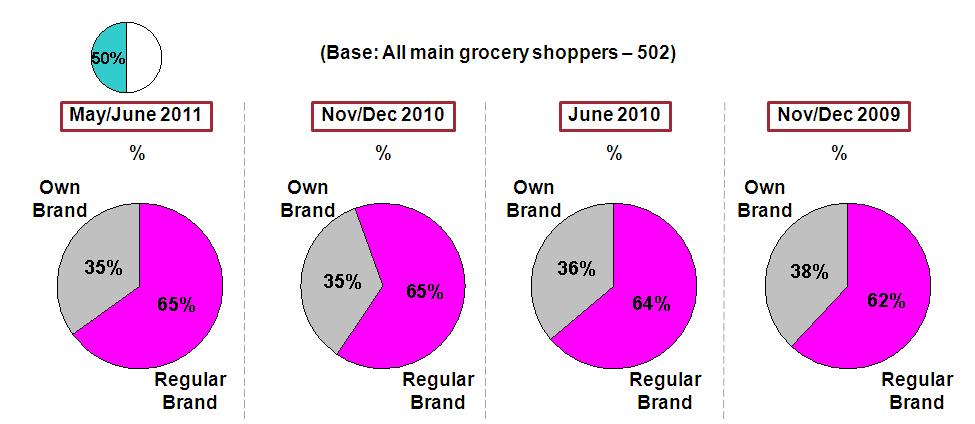 50%
(Base: All main grocery shoppers – 502)
May/June 2011
%
Own
Brand
35%
65%
Regular
Brand
Nov/Dec 2010
%
Own
Brand
35%
65%
Regular
Brand
June 2010
%
Own
Brand
36%
64%
Regular
Brand
Nov/Dec 2009
%
Own
Brand
38%
62%
Regular
Brand